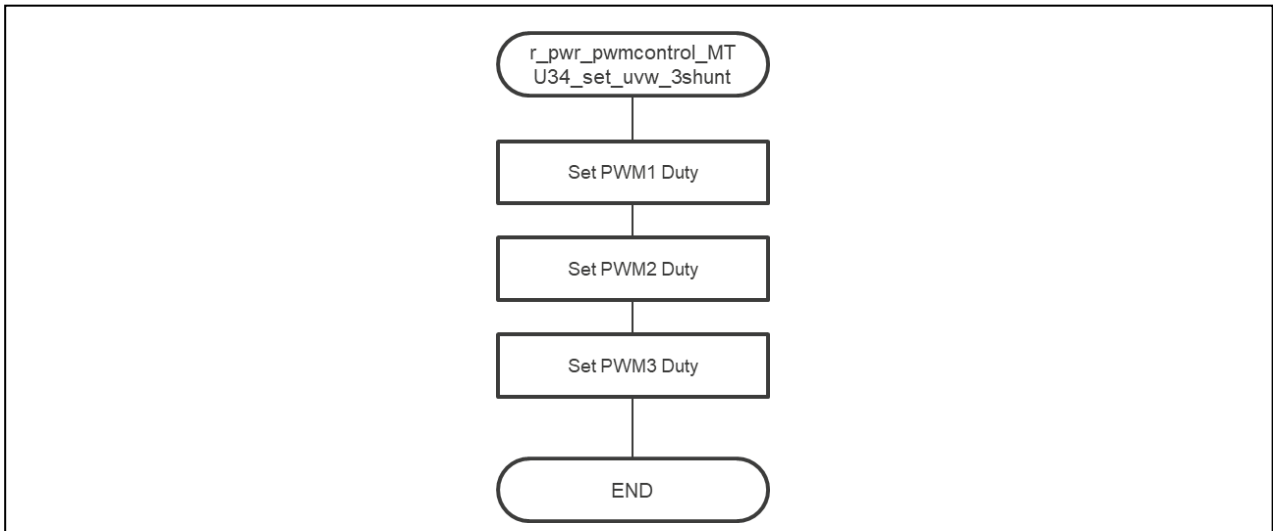 r_pwr_pwmcontrol_MT
U34_set_uvw_3shunt
Set PWM1 Duty
Set PWM2 Duty
Set PWM3 Duty
END